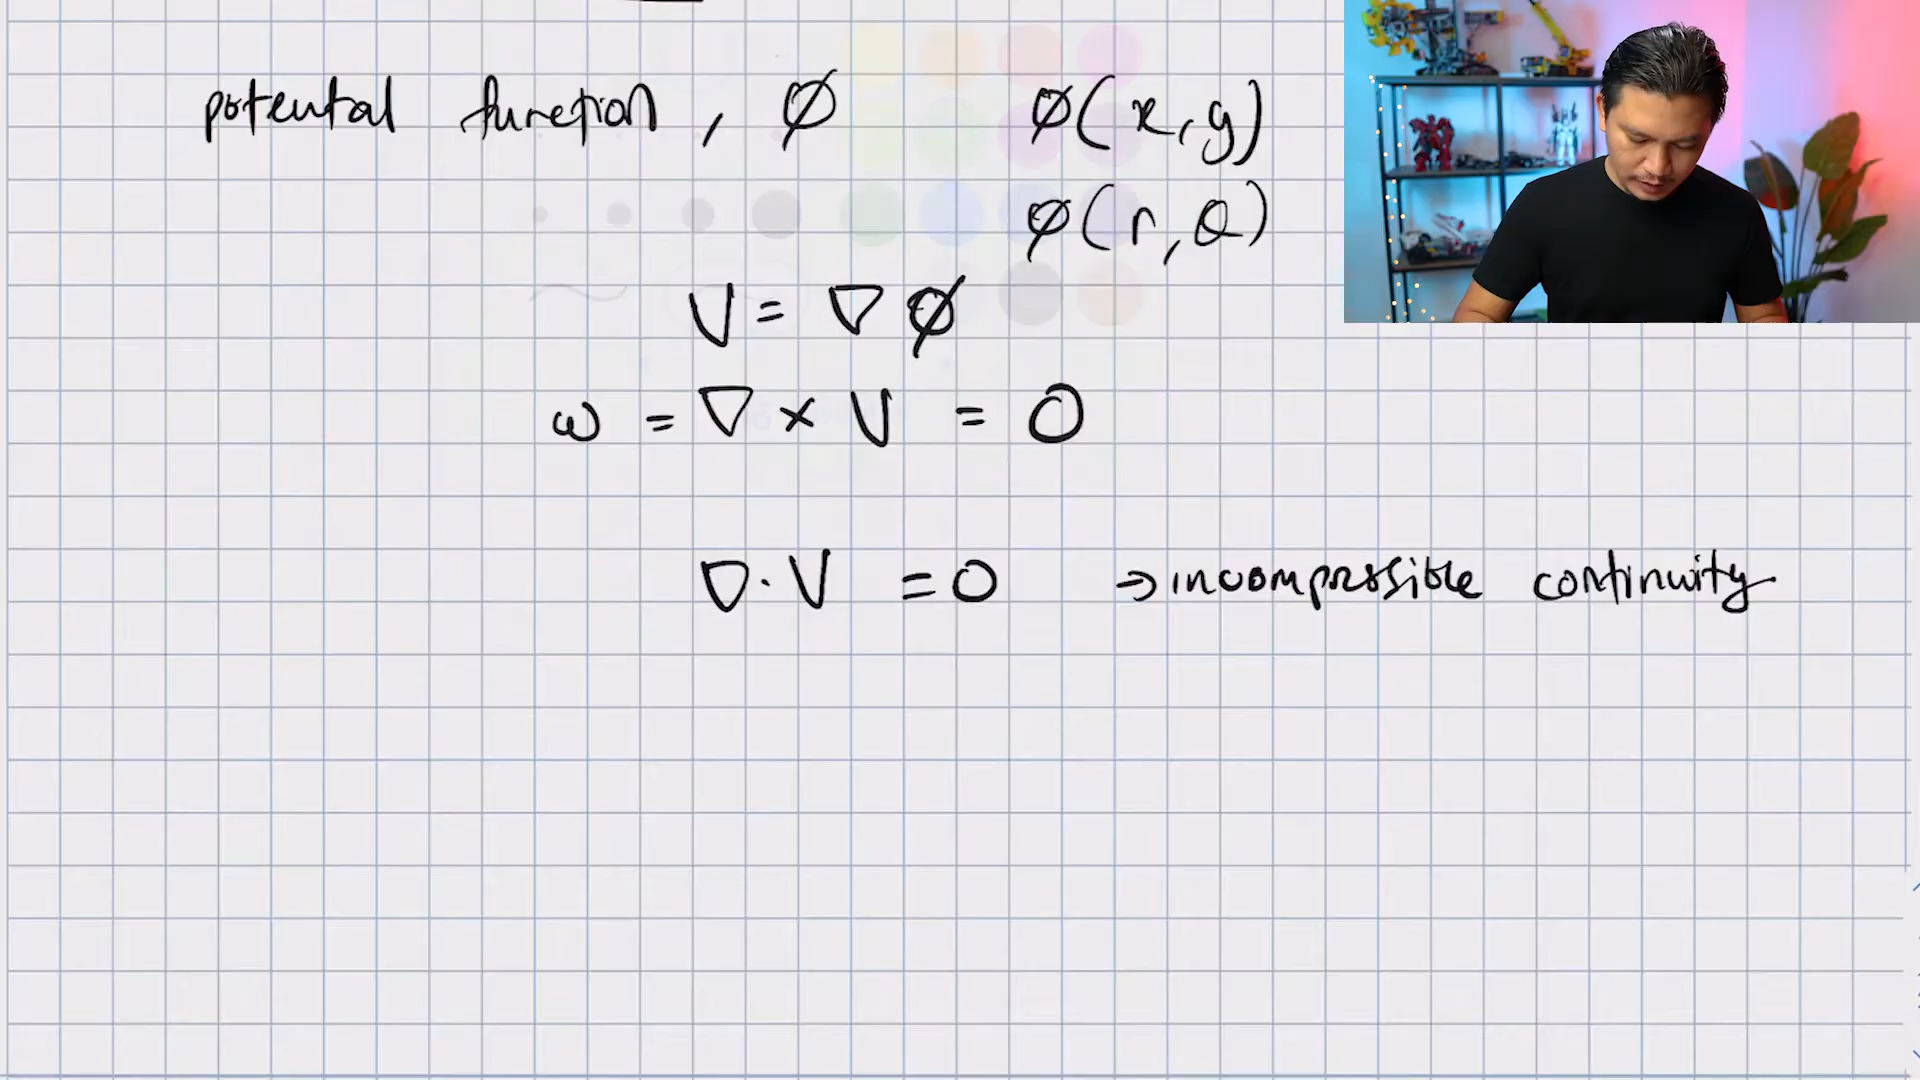 potential function, φ φ(x,y)
φ(r,θ)
V = ∇φ
ω = ∇ × V = 0
∇·V = 0 → incompressible continuity